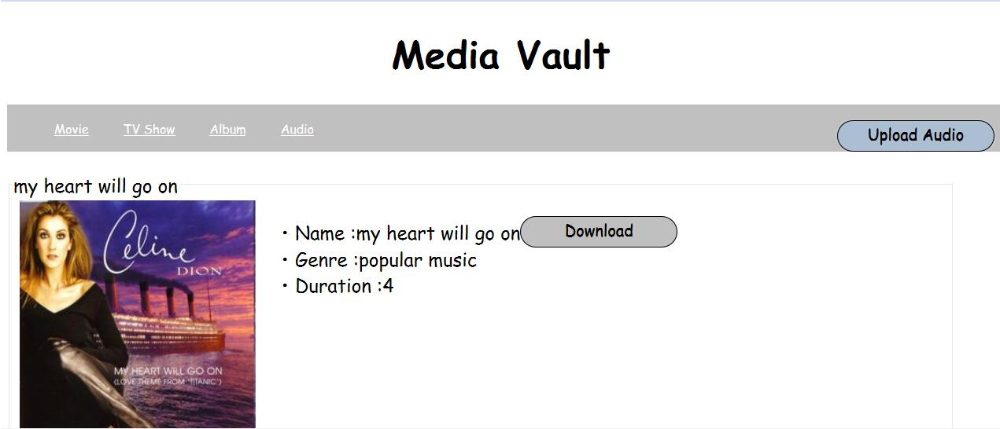 Media Vault
Movie TV Show Album Audio
Upload Audio
my heart will go on
Celine
DION
MY HEART WILL GO ON
(LOVE THEME FROM 'TITANIC')
• Name :my heart will go on
Download
• Genre :popular music
• Duration :4